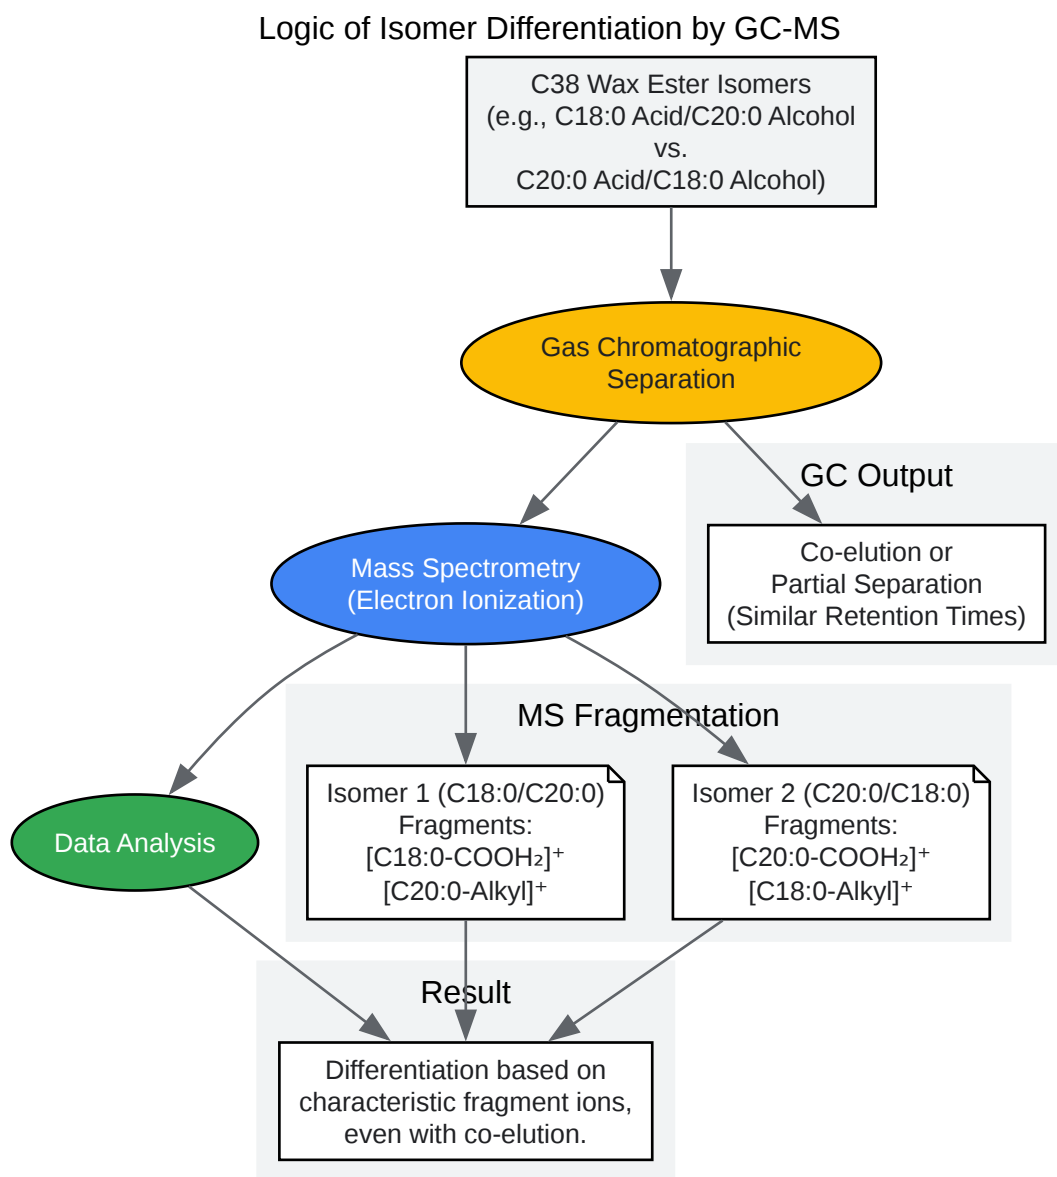 Logic of Isomer Differentiation by GC-MS
C38 Wax Ester Isomers
(e.g., C18:0 Acid/C20:0 Alcohol
vs.
C20:0 Acid/C18:0 Alcohol)
Gas Chromatographic
Separation
GC Output
Co-elution or
Partial Separation
(Similar Retention Times)
Mass Spectrometry
(Electron Ionization)
MS Fragmentation
Isomer 1 (C18:0/C20:0)
Fragments:
[C18:0-COOH₂]⁺
[C20:0-Alkyl]⁺
Isomer 2 (C20:0/C18:0)
Fragments:
[C20:0-COOH₂]⁺
[C18:0-Alkyl]⁺
Data Analysis
Result
Differentiation based on
characteristic fragment ions,
even with co-elution.